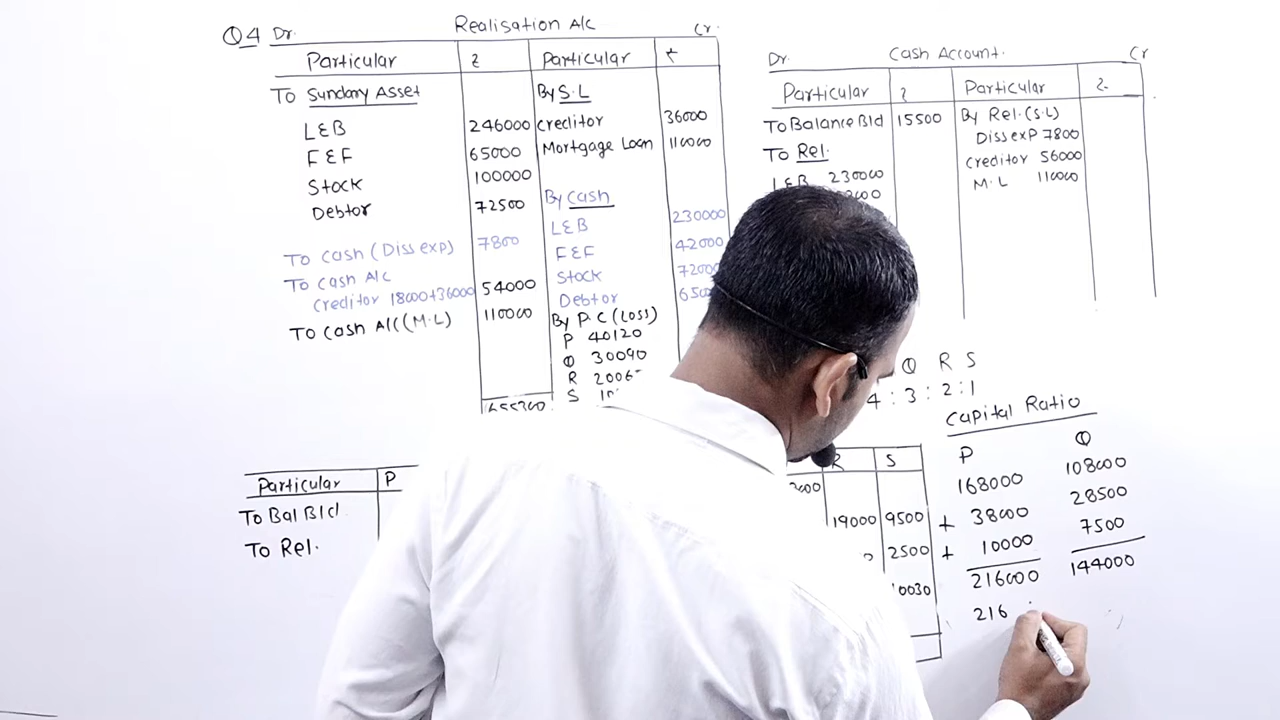 Q4 Dr. Realisation A/c Cr.
Particular ₹ Particular ₹
To Sundary Asset By S.L
L&B 246000 creditor 36000
F&F 65000 Mortgage Loan 110000
Stock 100000
Debtor 72500 By cash
L&B 230000
To cash (Diss exp) 7800 F&F 42000
To cash A/c Stock 72000
creditor 18000+36000 54000 Debtor
To cash A/c (M.L) 110000 By P.C (Loss)
P 40120
Q 30090
R
S
655300
Dr. Cash Account. Cr
Particular ₹ Particular ₹
To Balance B/d 15500 By Rel. (S.L)
Diss exp 7800
To Rel. creditor 56000
L&B 230000 M.L 110000
Q R S
4 : 3 : 2 : 1
Capital Ratio
P Q
168000 108000
+ 38000 28500
+ 10000 7500
216000 144000
216
Particular P
To Bal B/d
To Rel.
R S
19000 9500
2500
10030